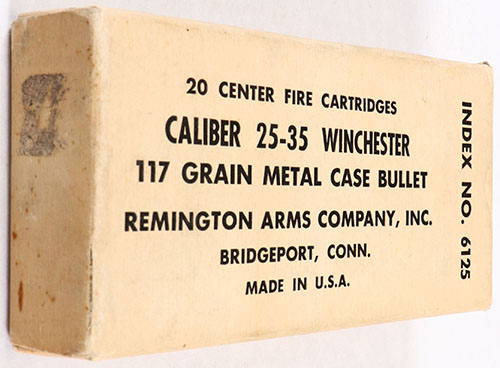 20 CENTER FIRE CARTRIDGES
CALIBER 25-35 WINCHESTER
117 GRAIN METAL CASE BULLET
REMINGTON ARMS COMPANY, INC.
BRIDGEPORT, CONN.
MADE IN U.S.A.
INDEX NO. 6125